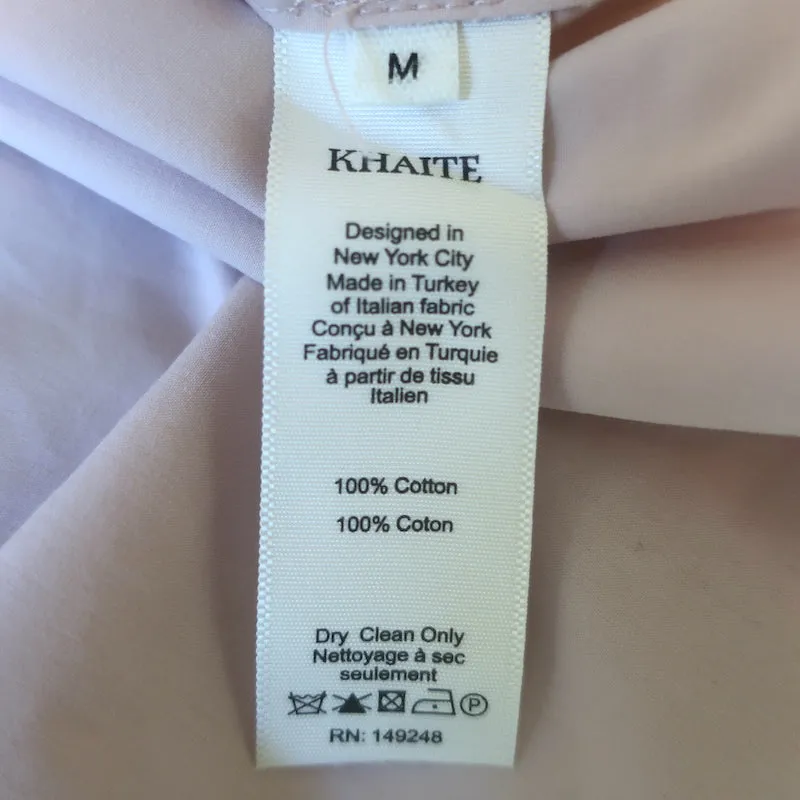 M
KHAITE
Designed in
New York City
Made in Turkey
of Italian fabric
Conçu à New York
Fabriqué en Turquie
à partir de tissu
Italien
100% Cotton
100% Coton
Dry Clean Only
Nettoyage à sec
seulement
P
RN: 149248